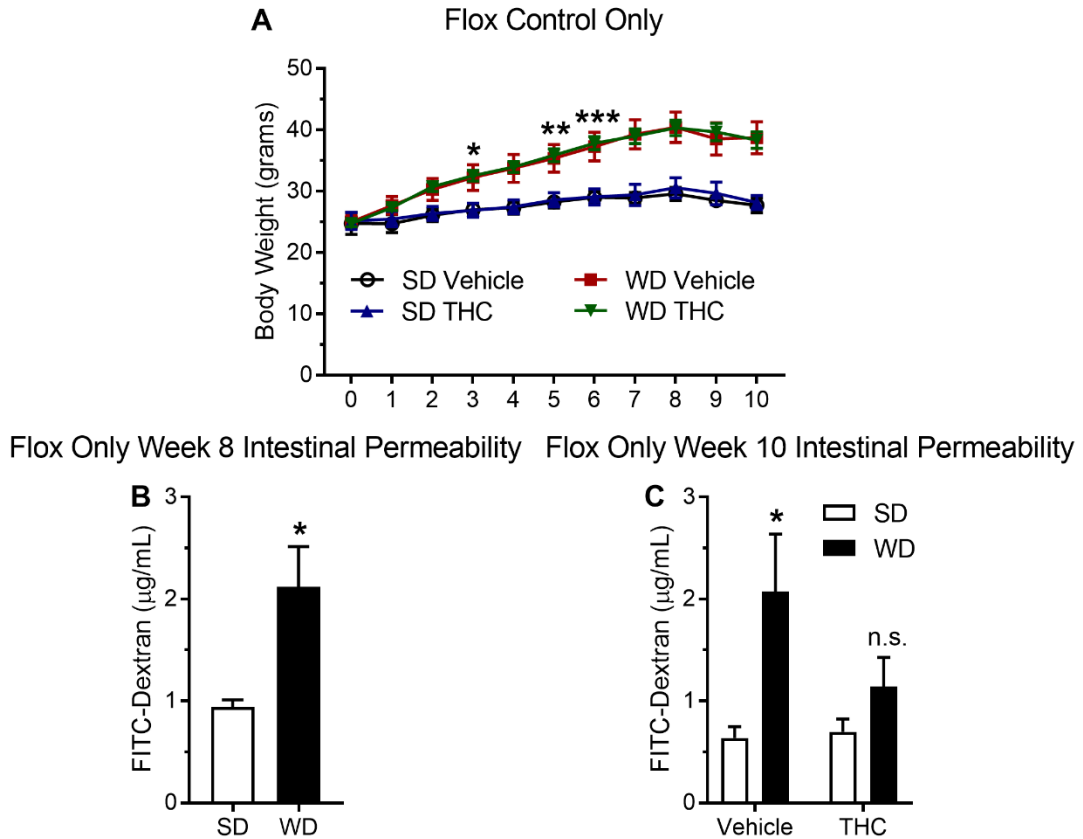 A Flox Control Only
50
40
30
20
10
0
Body Weight (grams)
* ** ***
SD Vehicle WD Vehicle
SD THC WD THC
0 1 2 3 4 5 6 7 8 9 10
Flox Only Week 8 Intestinal Permeability Flox Only Week 10 Intestinal Permeability
B
3
2
1
0
FITC-Dextran (μg/mL)
*
SD WD
C
3
2
1
0
FITC-Dextran (μg/mL)
SD
WD
*
n.s.
Vehicle THC